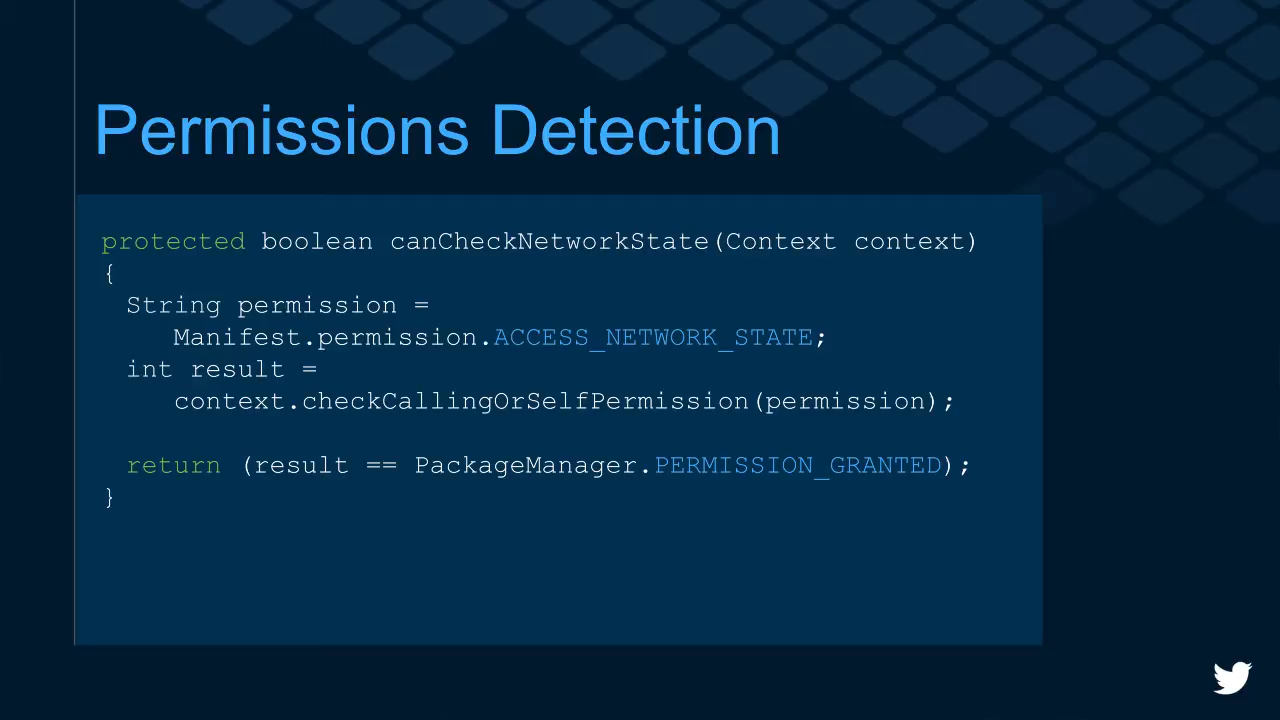 Permissions Detection
protected boolean canCheckNetworkState(Context context)
{
String permission =
Manifest.permission.ACCESS_NETWORK_STATE;
int result =
context.checkCallingOrSelfPermission(permission);
return (result == PackageManager.PERMISSION_GRANTED);
}